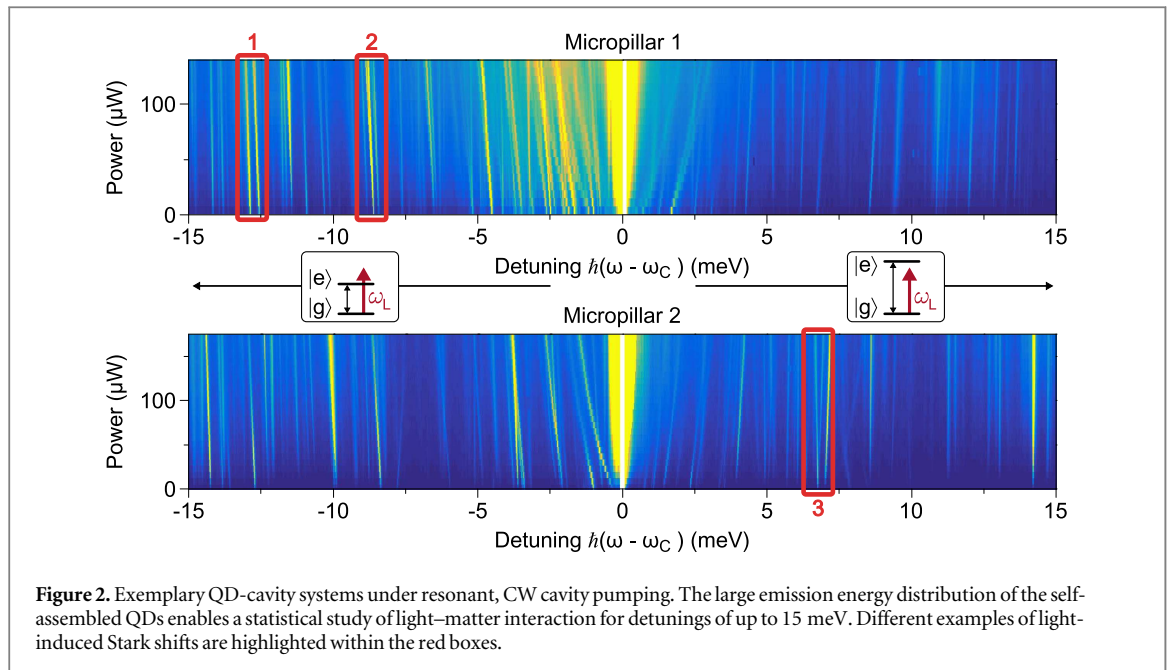 1
2
Micropillar 1
Power (μW)
100
0
-15
-10
-5
0
5
10
15
Detuning ℏ(ω - ω_C ) (meV)
|e⟩
|g⟩
ω_L
|e⟩
|g⟩
ω_L
Micropillar 2
Power (μW)
100
0
-15
-10
-5
0
5
10
15
3
Detuning ℏ(ω - ω_C ) (meV)
Figure 2. Exemplary QD-cavity systems under resonant, CW cavity pumping. The large emission energy distribution of the self-
assembled QDs enables a statistical study of light–matter interaction for detunings of up to 15 meV. Different examples of light-
induced Stark shifts are highlighted within the red boxes.